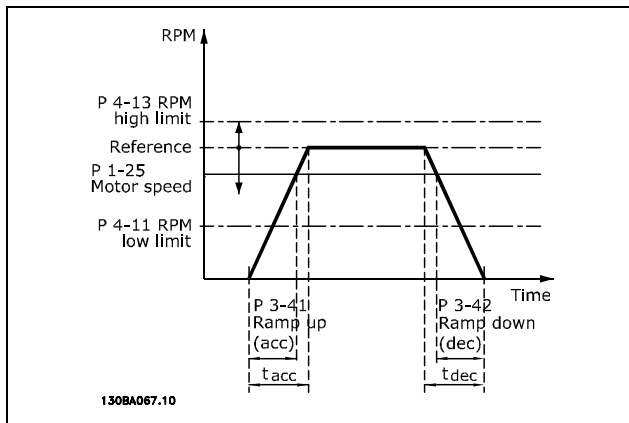 RPM
P 4-13 RPM
high limit
Reference
P 1-25
Motor speed
P 4-11 RPM
low limit
Time
P 3-41
Ramp up
(acc)
tacc
P 3-42
Ramp down
(dec)
tdec
130BA067.10